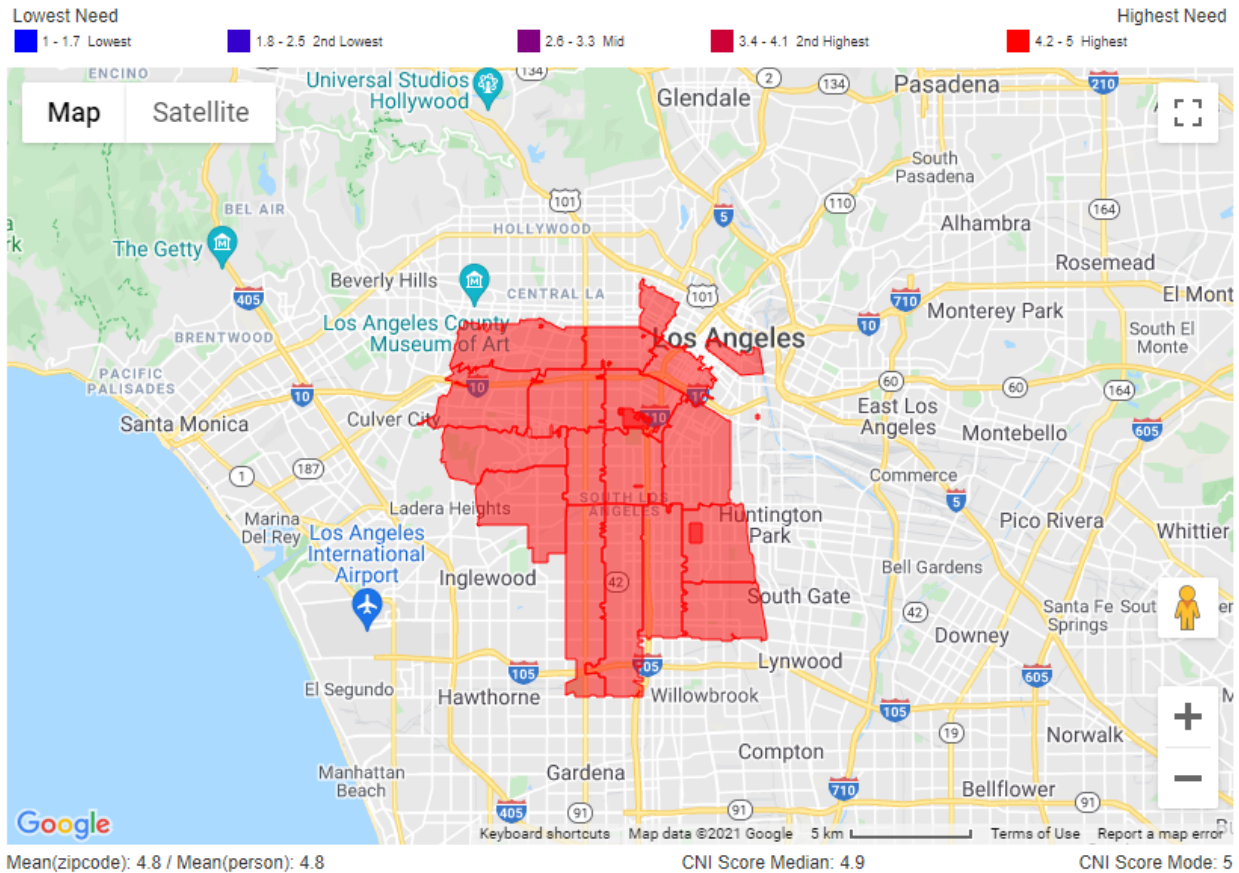 Lowest Need
Highest Need
1 - 1.7 Lowest
1.8 - 2.5 2nd Lowest
2.6 - 3.3 Mid
3.4 - 4.1 2nd Highest
4.2 - 5 Highest
ENCINO
Universal Studios
Hollywood
134
2
134
Pasadena
210
Glendale
Map
Satellite
South
Pasadena
101
110
5
164
BEL AIR
HOLLYWOOD
Alhambra
The Getty
Rosemead
Beverly Hills
405
CENTRAL LA
101
710
El Mont
Monterey Park
10
Los Angeles County
Museum of Art
Los Angeles
South El
Monte
BRENTWOOD
PACIFIC
PALISADES
10
10
60
60
164
10
110
Culver City
Santa Monica
East Los
Angeles
Montebello
605
1
187
Commerce
5
SOUTH LOS
ANGELES
Ladera Heights
Marina
Del Rey
Huntington
Park
Pico Rivera
Whittier
Los Angeles
International
Airport
Inglewood
42
Bell Gardens
South Gate
42
Santa Fe
Springs
Sout
er
Downey
Lynwood
105
05
605
El Segundo
Hawthorne
Willowbrook
105
19
Norwalk
Compton
Manhattan
Beach
Gardena
710
Bellflower
91
405
91
91
Google
Keyboard shortcuts
Map data ©2021 Google
5 km
Terms of Use
Report a map error
Mean(zipcode): 4.8 / Mean(person): 4.8
CNI Score Median: 4.9
CNI Score Mode: 5